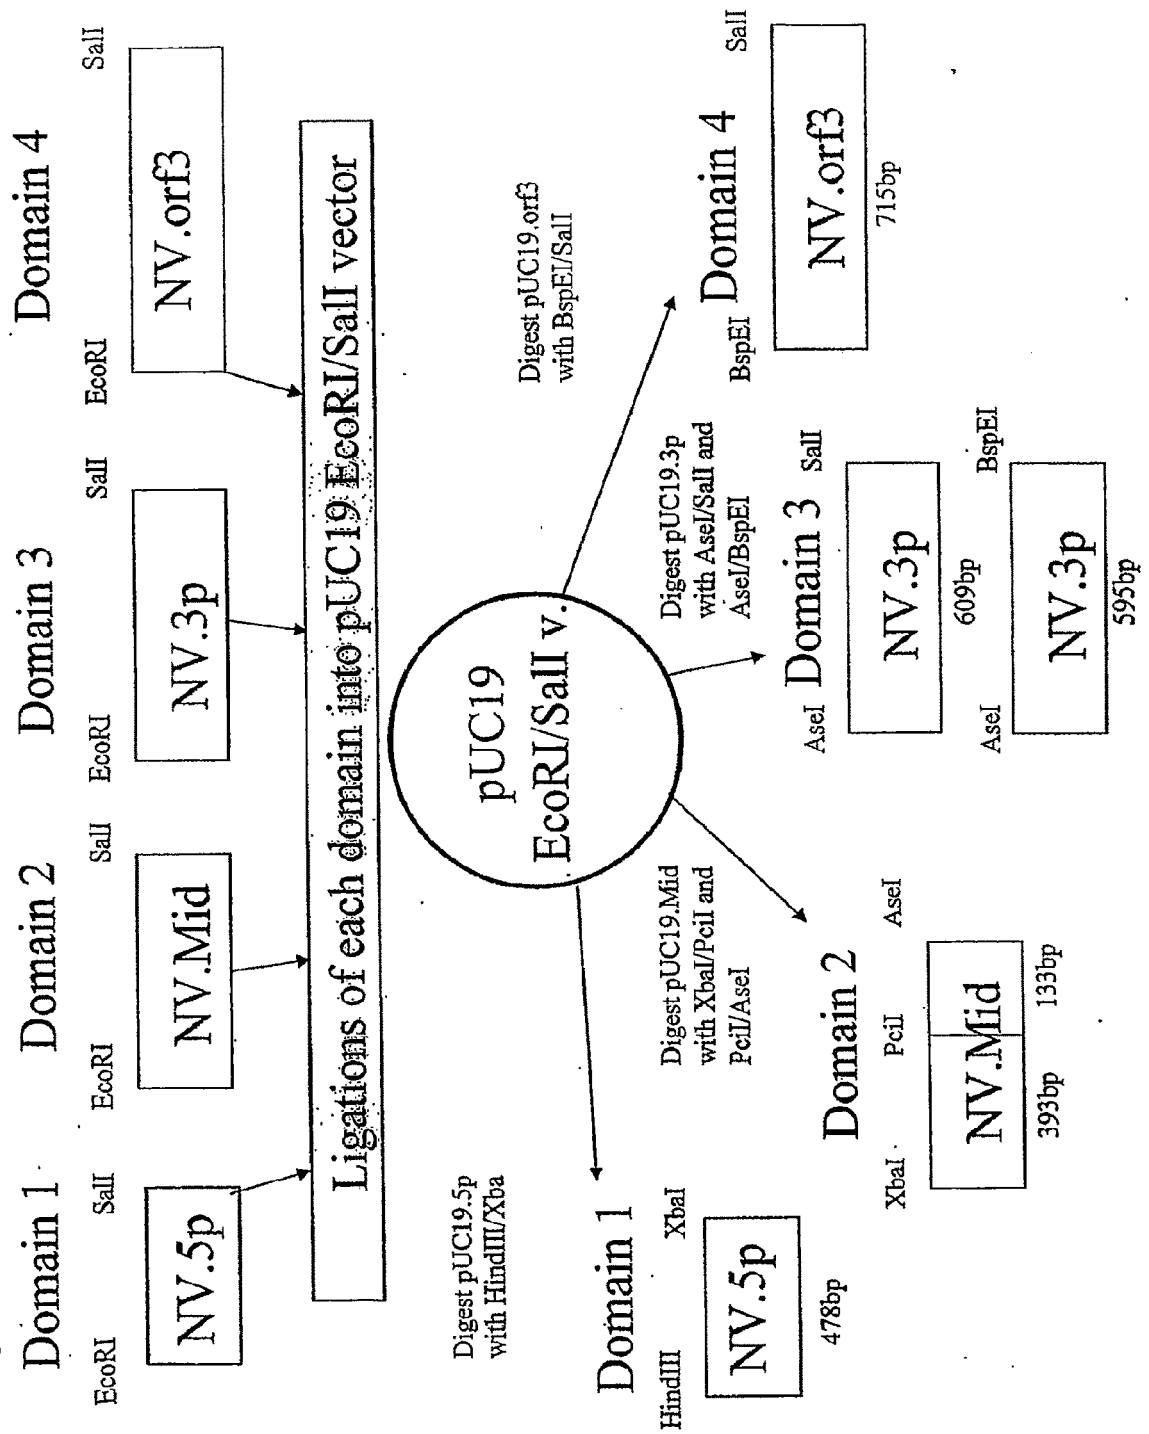 Domain 1
EcoRI
SalI
NV.5p
Domain 2
EcoRI
SalI
NV.Mid
Domain 3
EcoRI
SalI
NV.3p
Domain 4
EcoRI
SalI
NV.orf3
Ligations of each domain into pUC19 EcoRI/SalI vector
pUC19
EcoRI/SalI v.
Digest pUC19.5p
with HindIII/Xba
Domain 1
HindIII
XbaI
NV.5p
478bp
Digest pUC19.Mid
with XbaI/PciI and
PciI/AseI
Domain 2
XbaI
PciI
AseI
NV.Mid
393bp
133bp
Digest pUC19.3p
with AseI/SalI and
AseI/BspEI
Domain 3
AseI
SalI
NV.3p
609bp
AseI
BspEI
NV.3p
595bp
Digest pUC19.orf3
with BspEI/SalI
Domain 4
BspEI
SalI
NV.orf3
715bp